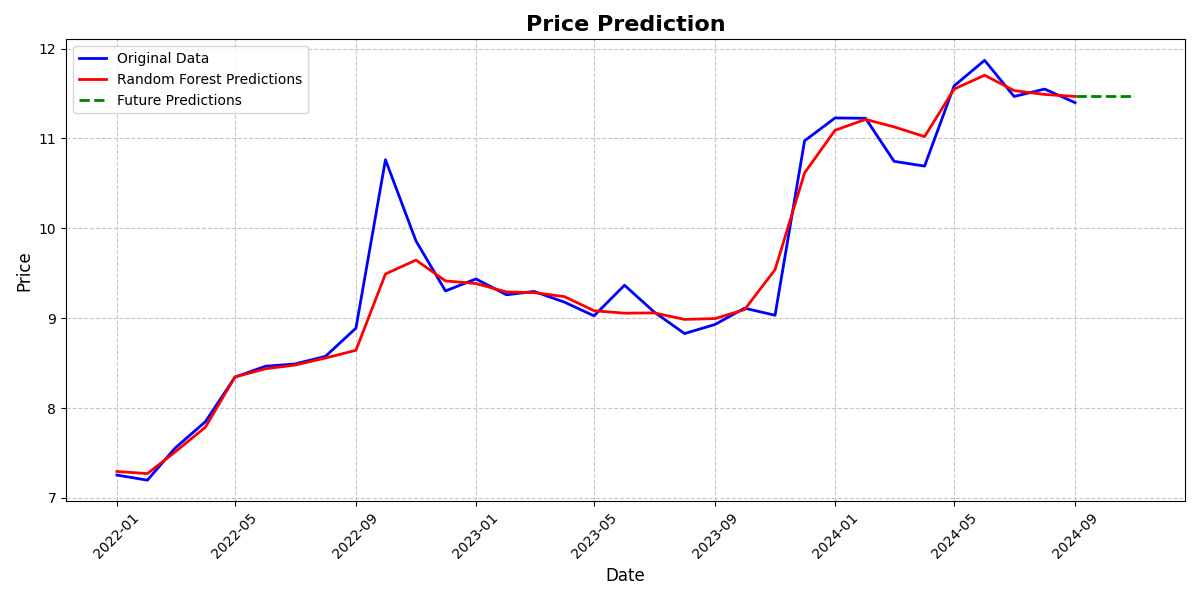 Price Prediction
Original Data
Random Forest Predictions
Future Predictions
Price
12
11
10
9
8
7
2022-01
2022-05
2022-09
2023-01
2023-05
2023-09
2024-01
2024-05
2024-09
Date